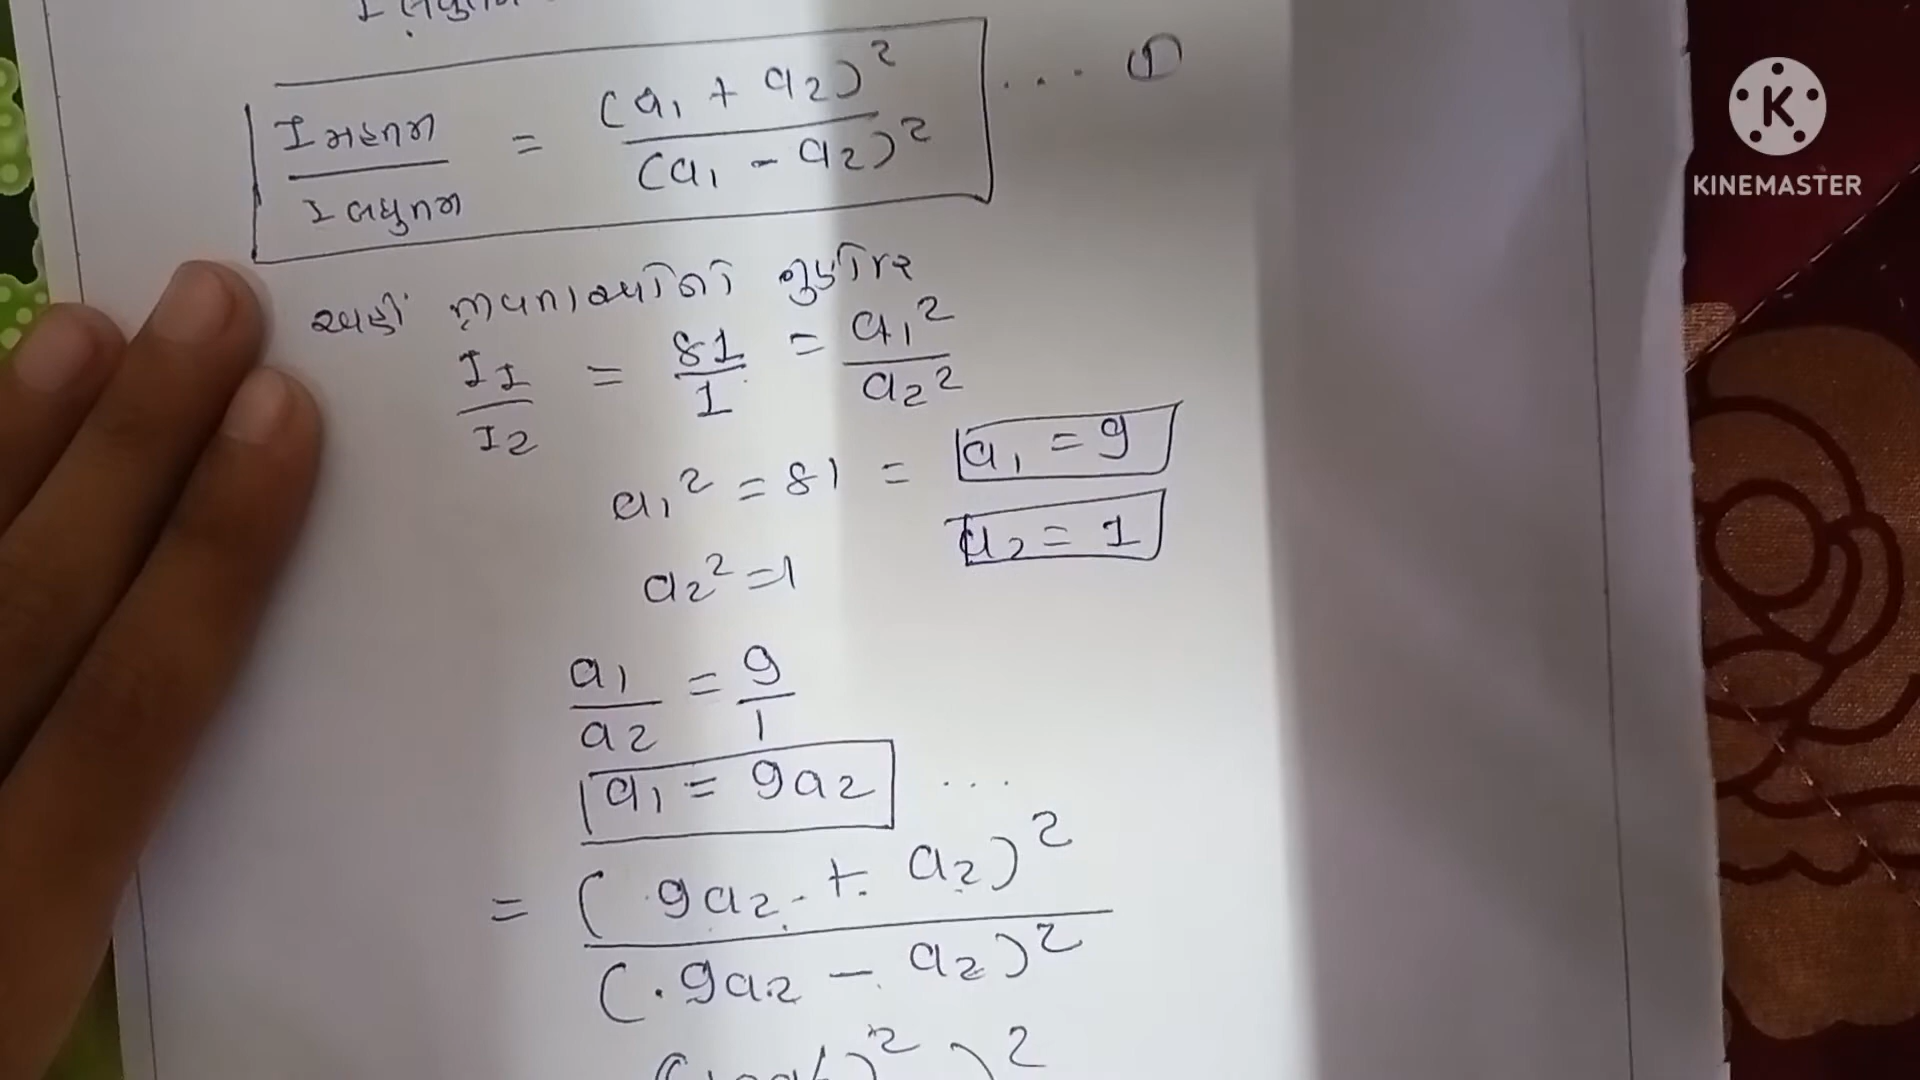 I મહત્તમ / I લઘુત્તમ = (a₁ + a₂)² / (a₁ - a₂)² ... ①
KINEMASTER
અહીં
I₁ / I₂ = 81 / 1 = a₁² / a₂²
a₁² = 81 = a₁ = 9
a₂² = 1 a₂ = 1
a₁ / a₂ = 9 / 1
a₁ = 9a₂ ...
= (9a₂ + a₂)² / (9a₂ - a₂)²